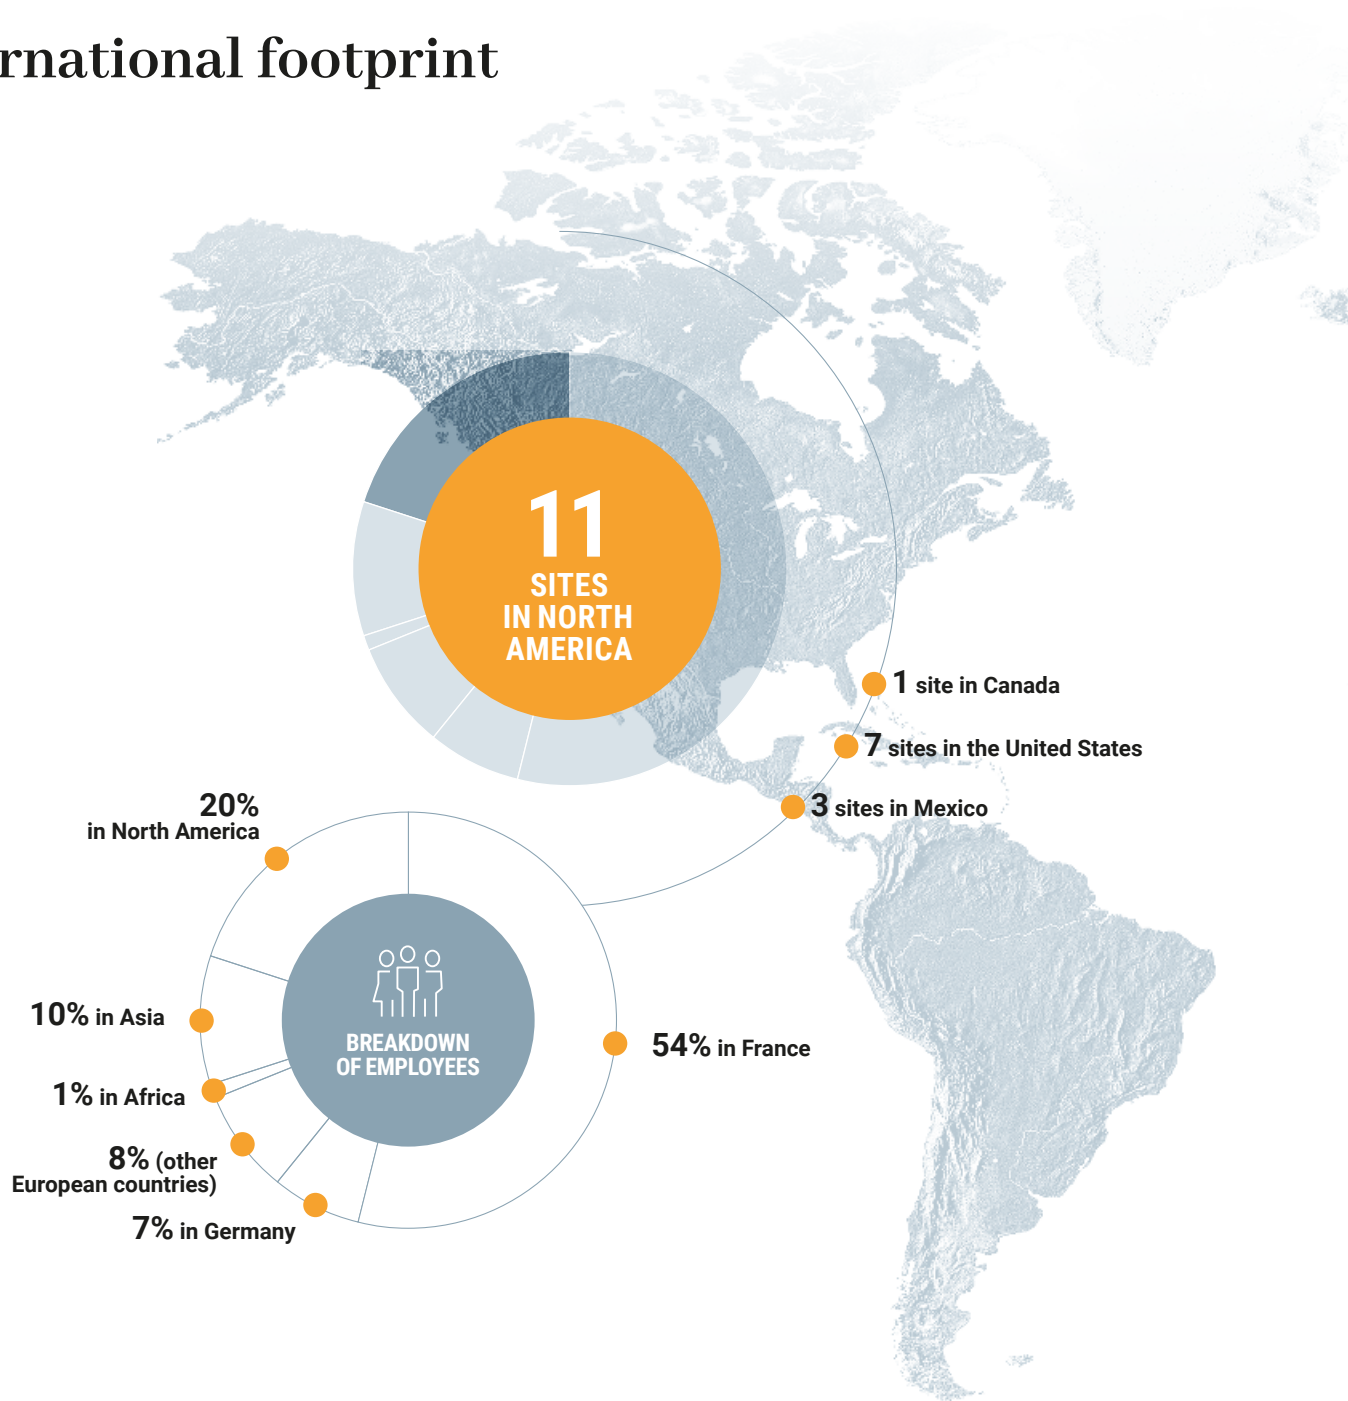 rnational footprint
11
SITES
IN NORTH
AMERICA
1 site in Canada
7 sites in the United States
3 sites in Mexico
20%
in North America
10% in Asia
1% in Africa
8% (other
European countries)
7% in Germany
BREAKDOWN
OF EMPLOYEES
54% in France